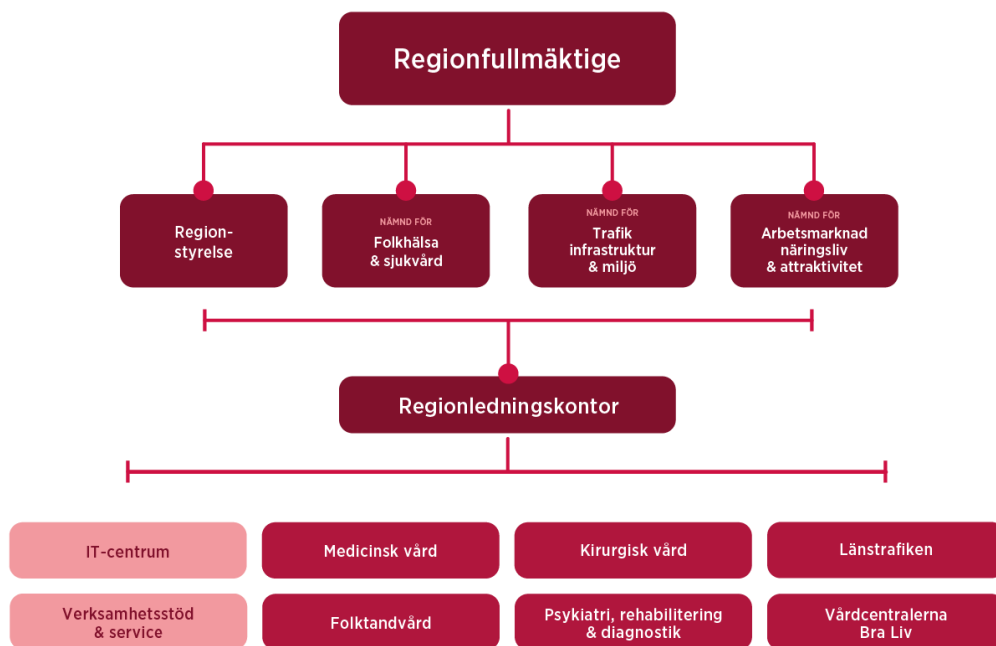 Regionfullmäktige
Region-
styrelse
NÄMND FÖR
Folkhälsa
& sjukvård
NÄMND FÖR
Trafik
infrastruktur
& miljö
NÄMND FÖR
Arbetsmarknad
näringsliv
& attraktivitet
Regionledningskontor
IT-centrum
Medicinsk vård
Kirurgisk vård
Länstrafiken
Verksamhetsstöd
& service
Folktandvård
Psykiatri, rehabilitering
& diagnostik
Vårdcentralerna
Bra Liv